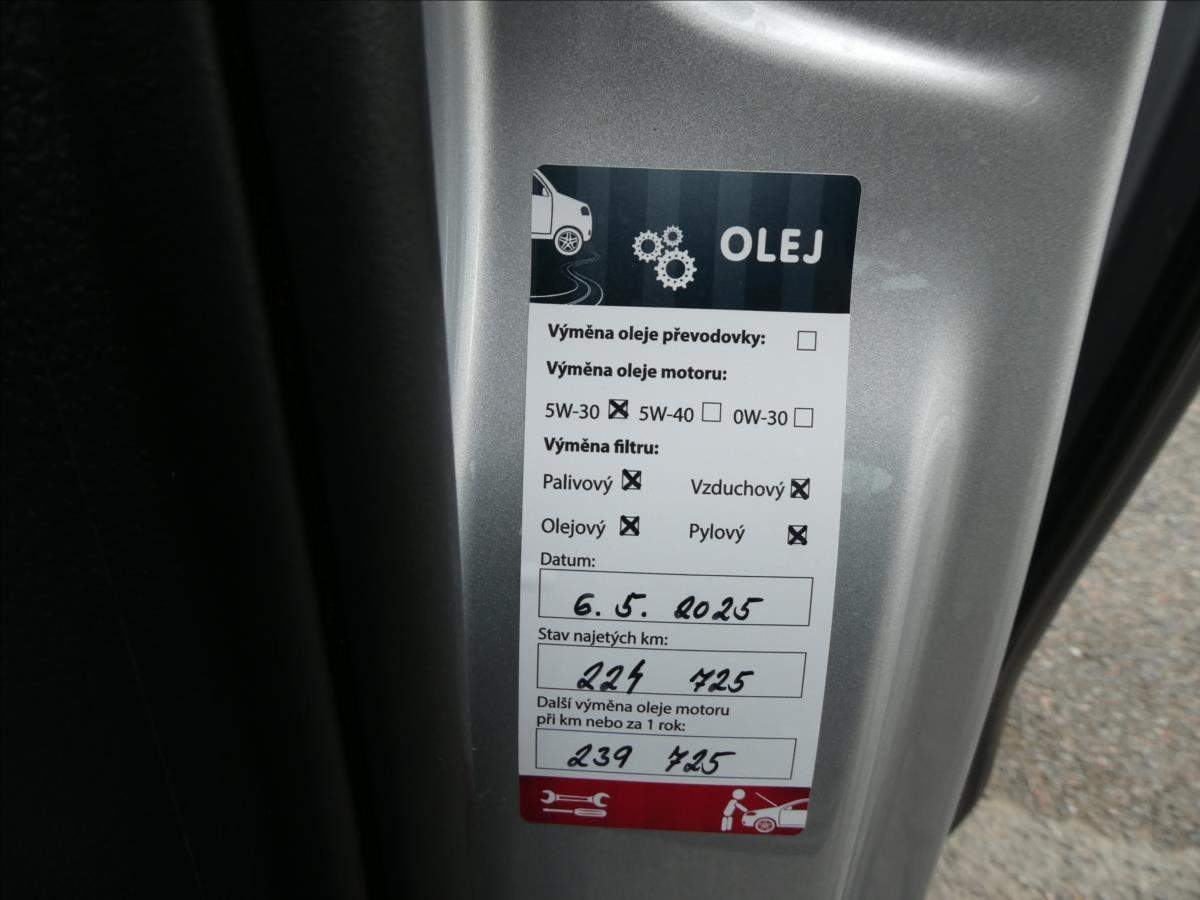 OLEJ
Výměna oleje převodovky: ☐
Výměna oleje motoru:
5W-30 ☒ 5W-40 ☐ 0W-30 ☐
Výměna filtru:
Palivový ☒ Vzduchový ☒
Olejový ☒ Pylový ☒
Datum:
6. 5. 2025
Stav najetých km:
224 725
Další výměna oleje motoru
při km nebo za 1 rok:
239 725